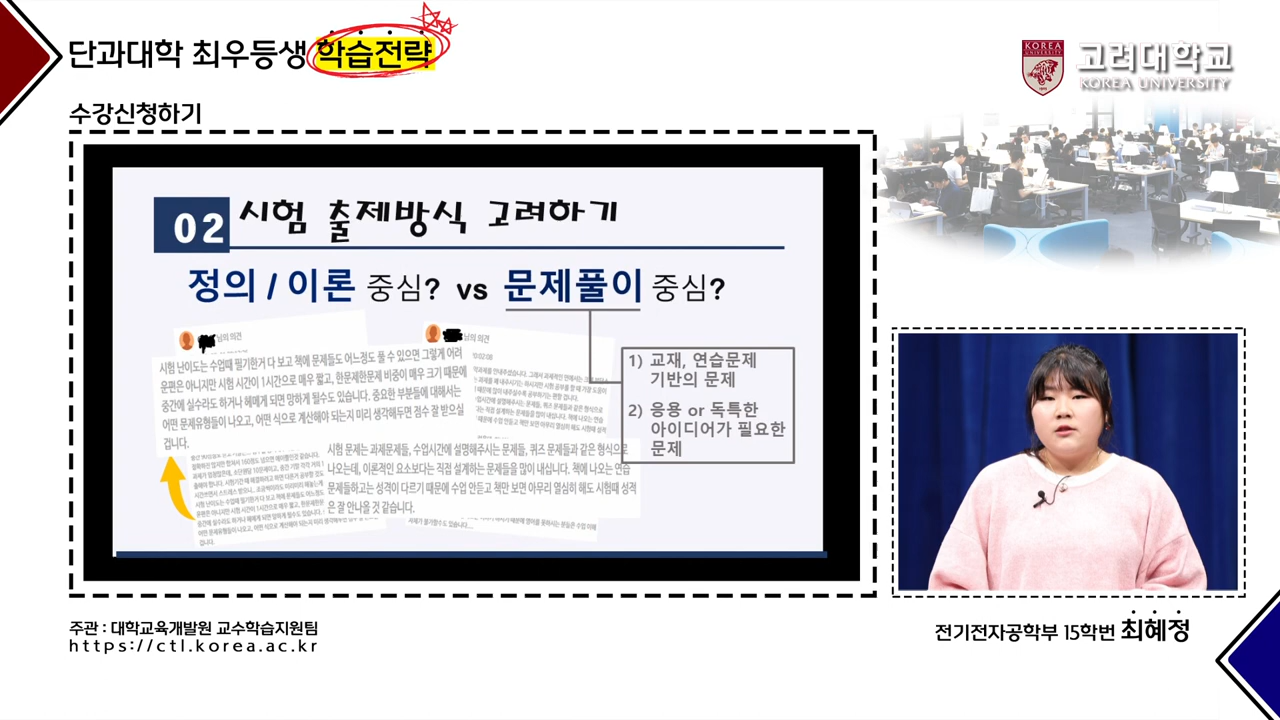 단과대학 최우등생 학습전략
KOREA
고려대학교
KOREA UNIVERSITY
수강신청하기
02 시험 출제방식 고려하기
정의 / 이론 중심? vs 문제풀이 중심?
님의 의견
님의 의견
시험 난이도는 수업때 필기한거 다 보고 책에 문제들도 어느정도 풀 수 있으면 그렇게 어려
운편은 아니지만 시험 시간이 1시간으로 매우 짧고, 한문제한문제 비중이 매우 크기 때문에
중간에 실수라도 하거나 헤메게 되면 망하게 될수도 있습니다. 중요한 부분들에 대해서는
어떤 문제유형들이 나오고, 어떤 식으로 계산해야 되는지 미리 생각해두면 점수 잘 받으실
겁니다.
1) 교재, 연습문제
기반의 문제
2) 응용 or 독특한
아이디어가 필요한
문제
시험 문제는 과제문제들, 수업시간에 설명해주시는 문제들, 퀴즈 문제들과 같은 형식으로
나오는데, 이론적인 요소보다는 직접 설계하는 문제들을 많이 내십니다. 책에 나오는 연습
문제들하고는 성격이 다르기 때문에 수업 안듣고 책만 보면 아무리 열심히 해도 시험때 성적
은 잘 안나올 것 같습니다.
주관 : 대학교육개발원 교수학습지원팀
https://ctl.korea.ac.kr
전기전자공학부 15학번 최혜정